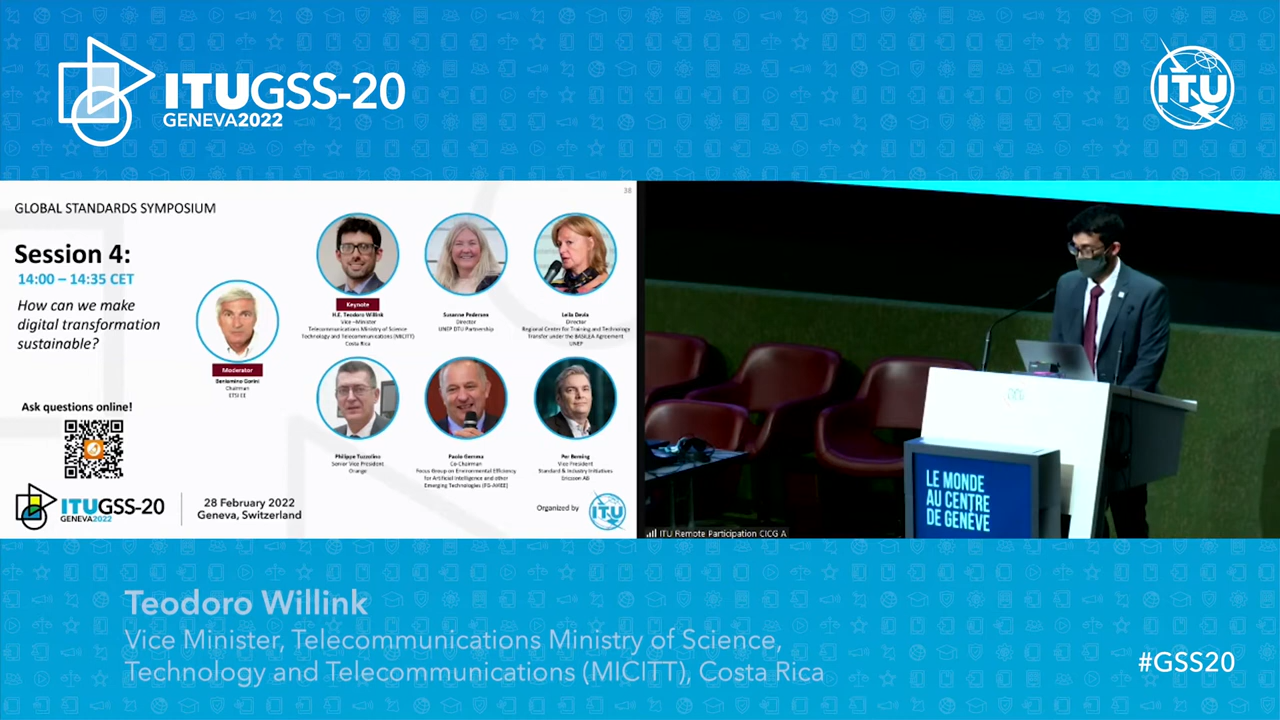 ITUGSS-20
GENEVA2022
ITU
38
GLOBAL STANDARDS SYMPOSIUM
Session 4:
14:00 – 14:35 CET
How can we make
digital transformation
sustainable?
Moderator
Beniamino Gorini
Chairman
ETSI EE
Keynote
H.E. Teodoro Willink
Vice –Minister
Telecommunications Ministry of Science
Technology and Telecommunications (MICITT)
Costa Rica
Susanne Pedersen
Director
UNEP DTU Partnership
Leila Devia
Director
Regional Center for Training and Technology
Transfer under the BASILEA Agreement
UNEP
Philippe Tuzzolino
Senior Vice President
Orange
Paolo Gemma
Co-Chairman
Focus Group on Environmental Efficiency
for Artificial Intelligence and other
Emerging Technologies (FG-AI4EE)
Per Beming
Vice President
Standard & Industry Initiatives
Ericsson AB
Ask questions online!
ITUGSS-20
GENEVA2022
28 February 2022
Geneva, Switzerland
Organized by
ITU
LE MONDE
AU CENTRE
DE GENÈVE
ITU Remote Participation CICG A
Teodoro Willink
Vice Minister, Telecommunications Ministry of Science,
Technology and Telecommunications (MICITT), Costa Rica
#GSS20